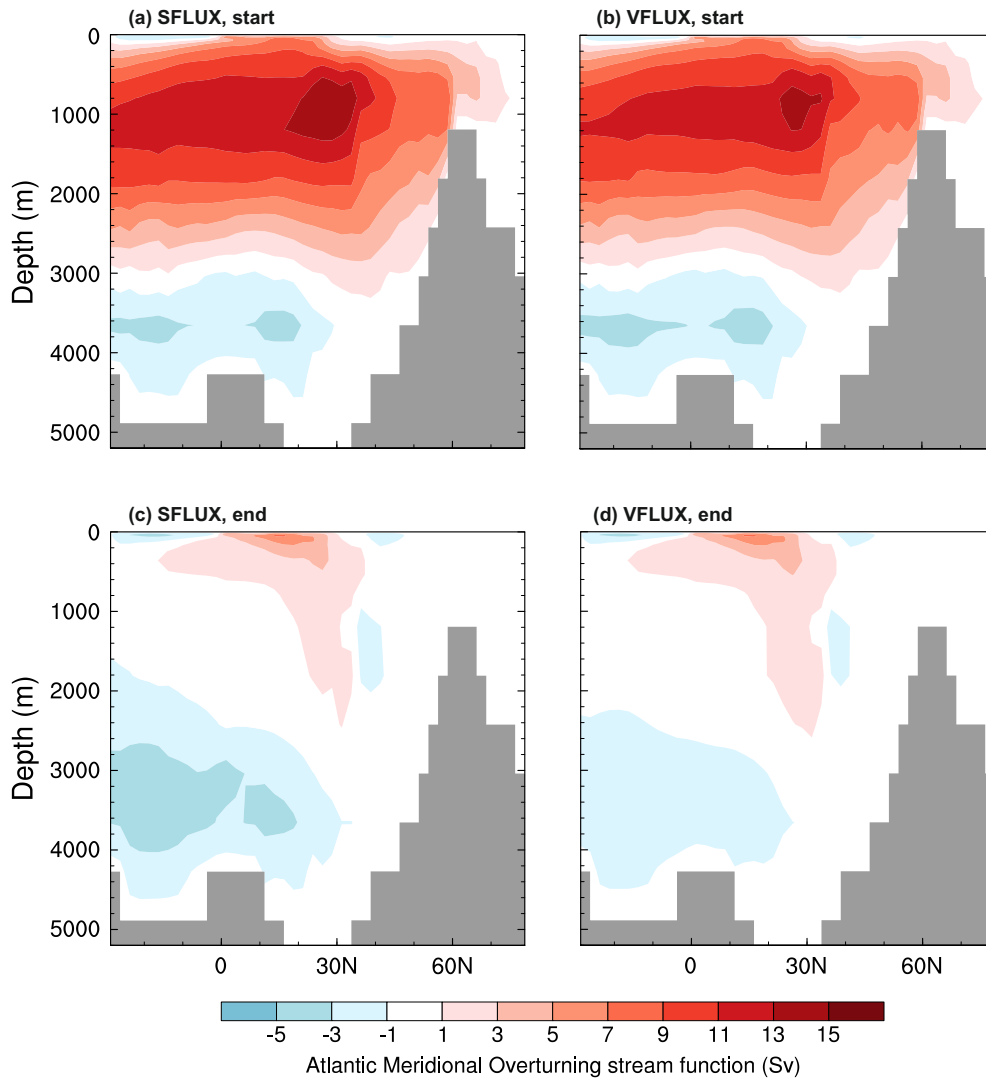 (a) SFLUX, start
(b) VFLUX, start
0
1000
2000
3000
4000
5000
Depth (m)
(c) SFLUX, end
(d) VFLUX, end
0
1000
2000
3000
4000
5000
Depth (m)
0 30N 60N
0 30N 60N
-5 -3 -1 1 3 5 7 9 11 13 15
Atlantic Meridional Overturning stream function (Sv)